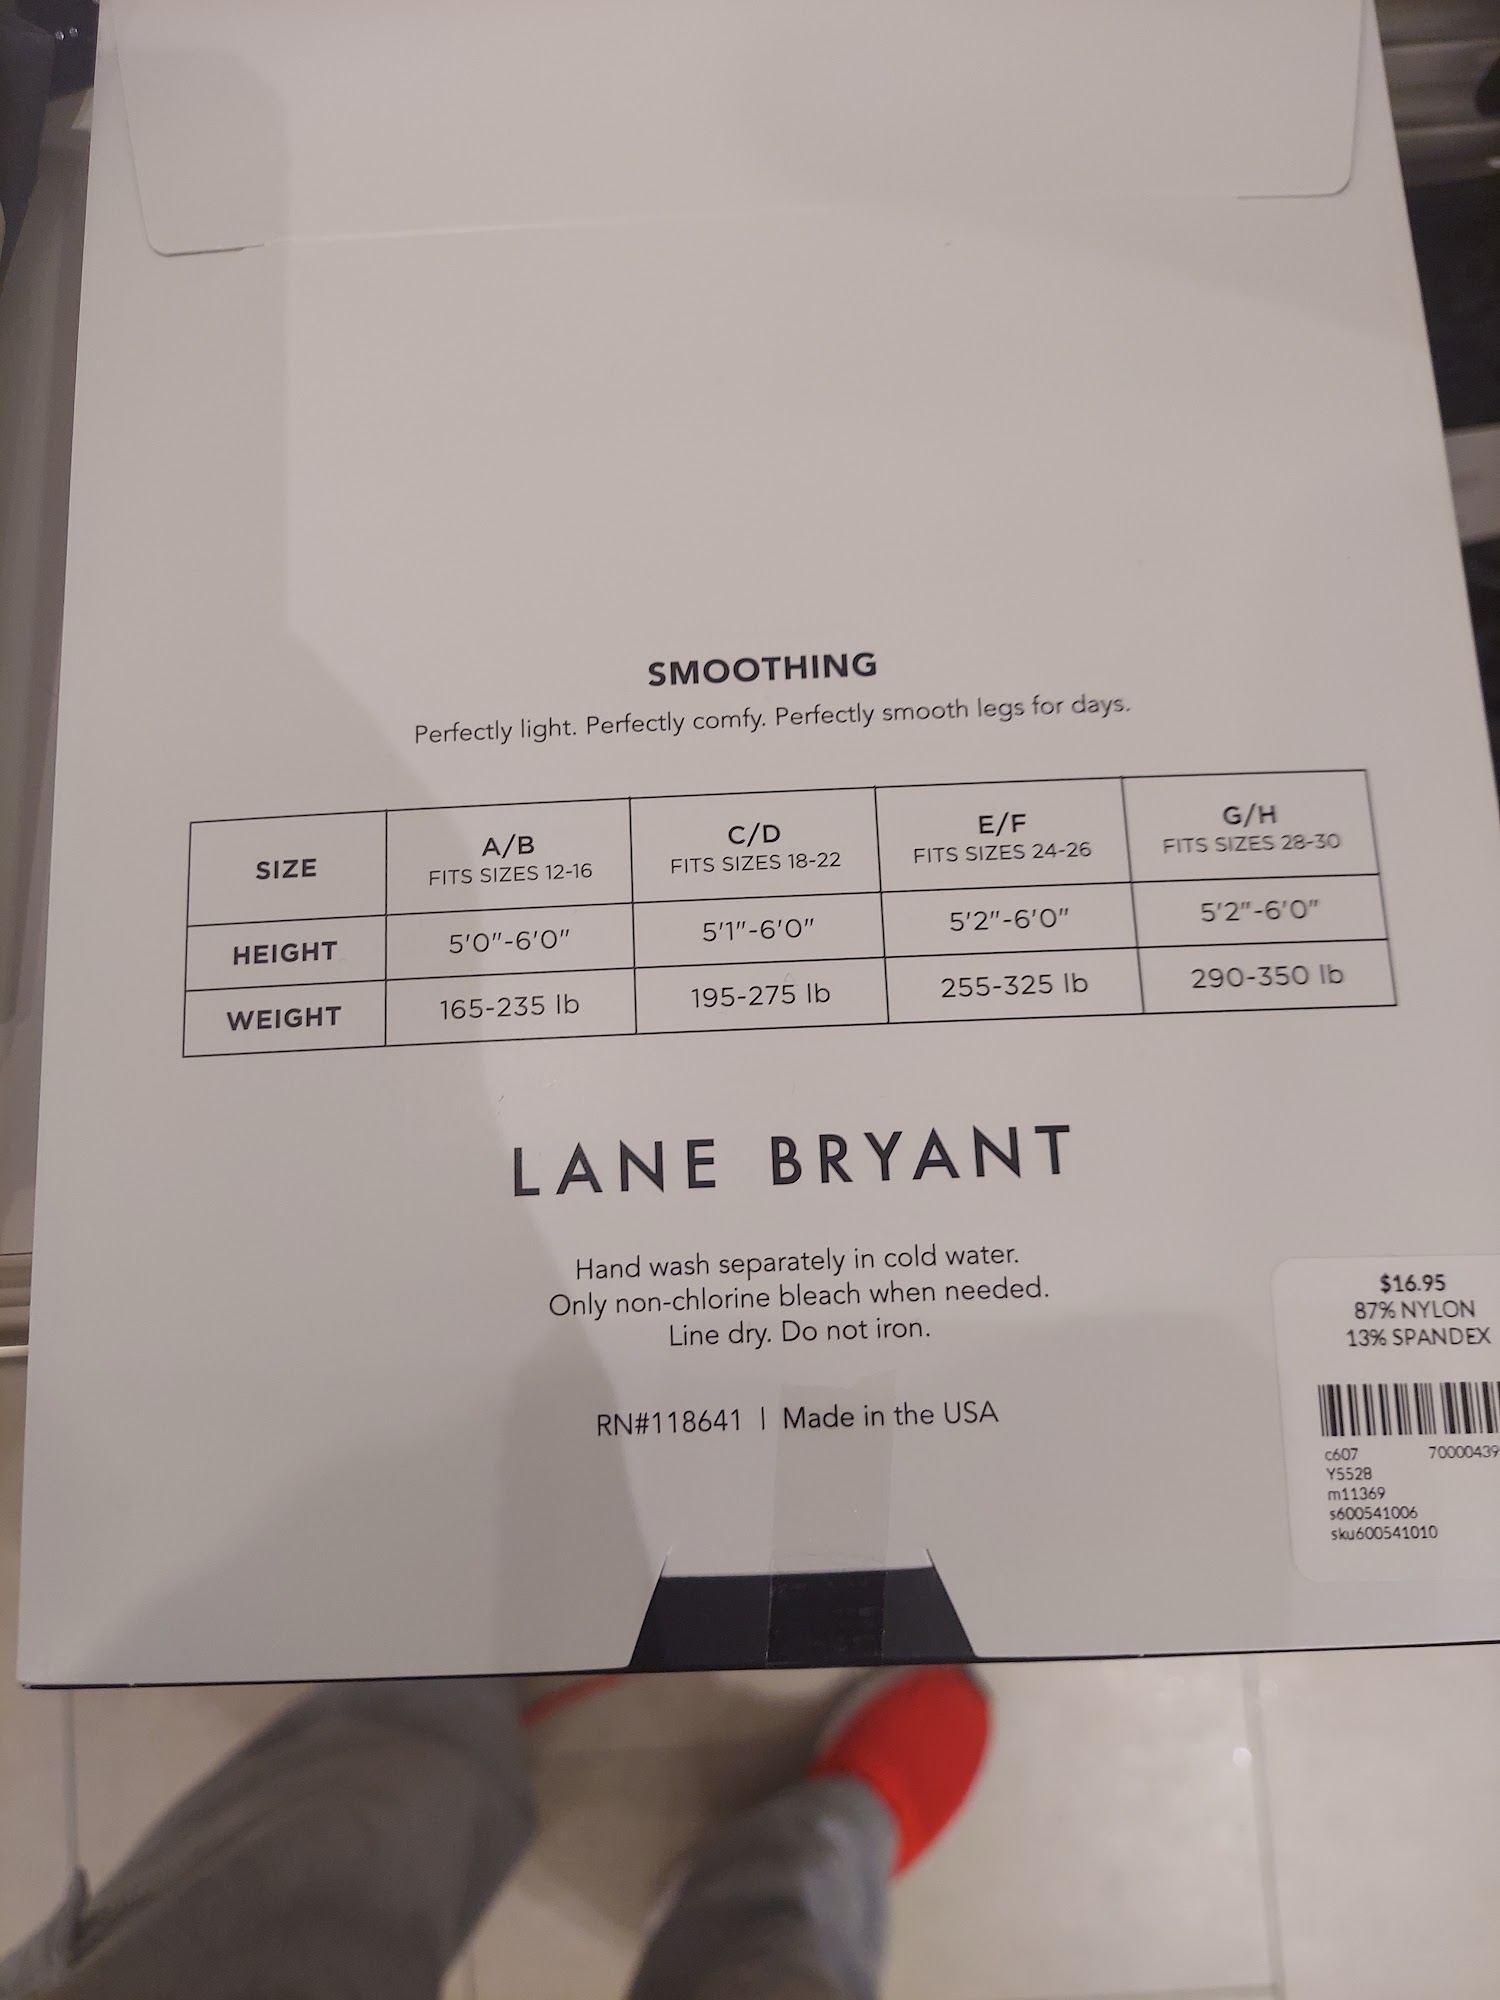 SMOOTHING
Perfectly light. Perfectly comfy. Perfectly smooth legs for days.
SIZE A/B C/D E/F G/H
FITS SIZES 12-16 FITS SIZES 18-22 FITS SIZES 24-26 FITS SIZES 28-30
HEIGHT 5'0"-6'0" 5'1"-6'0" 5'2"-6'0" 5'2"-6'0"
WEIGHT 165-235 lb 195-275 lb 255-325 lb 290-350 lb
LANE BRYANT
Hand wash separately in cold water.
Only non-chlorine bleach when needed.
Line dry. Do not iron.
RN#118641 | Made in the USA
$16.95
87% NYLON
13% SPANDEX
c607 70000439
Y5528
m11369
s600541006
sku600541010